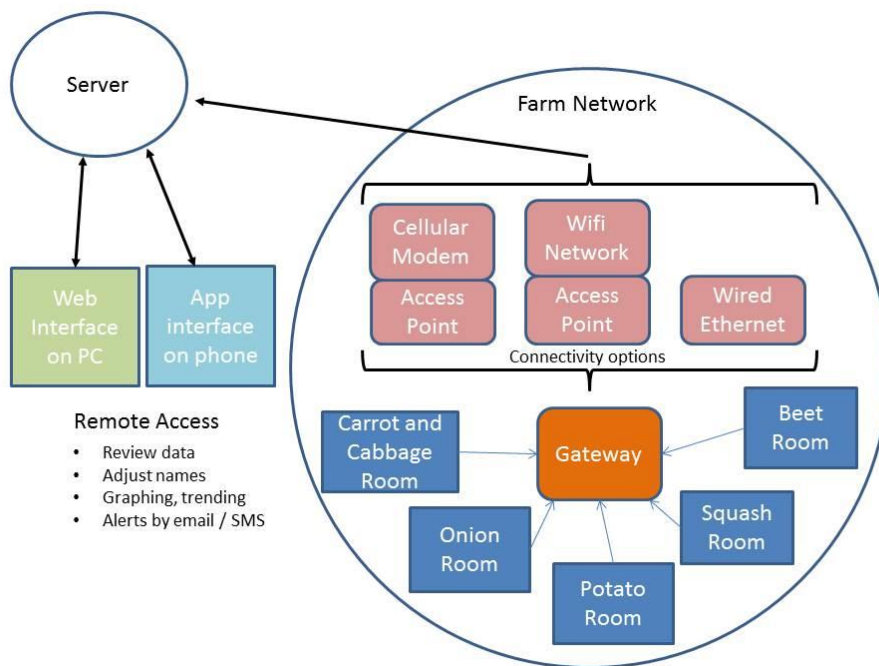 Server
Farm Network
Cellular
Modem
Wifi
Network
Access
Point
Access
Point
Wired
Ethernet
Connectivity options
Web
Interface
on PC
App
interface
on phone
Remote Access
• Review data
• Adjust names
• Graphing, trending
• Alerts by email / SMS
Carrot and
Cabbage
Room
Gateway
Beet
Room
Onion
Room
Potato
Room
Squash
Room